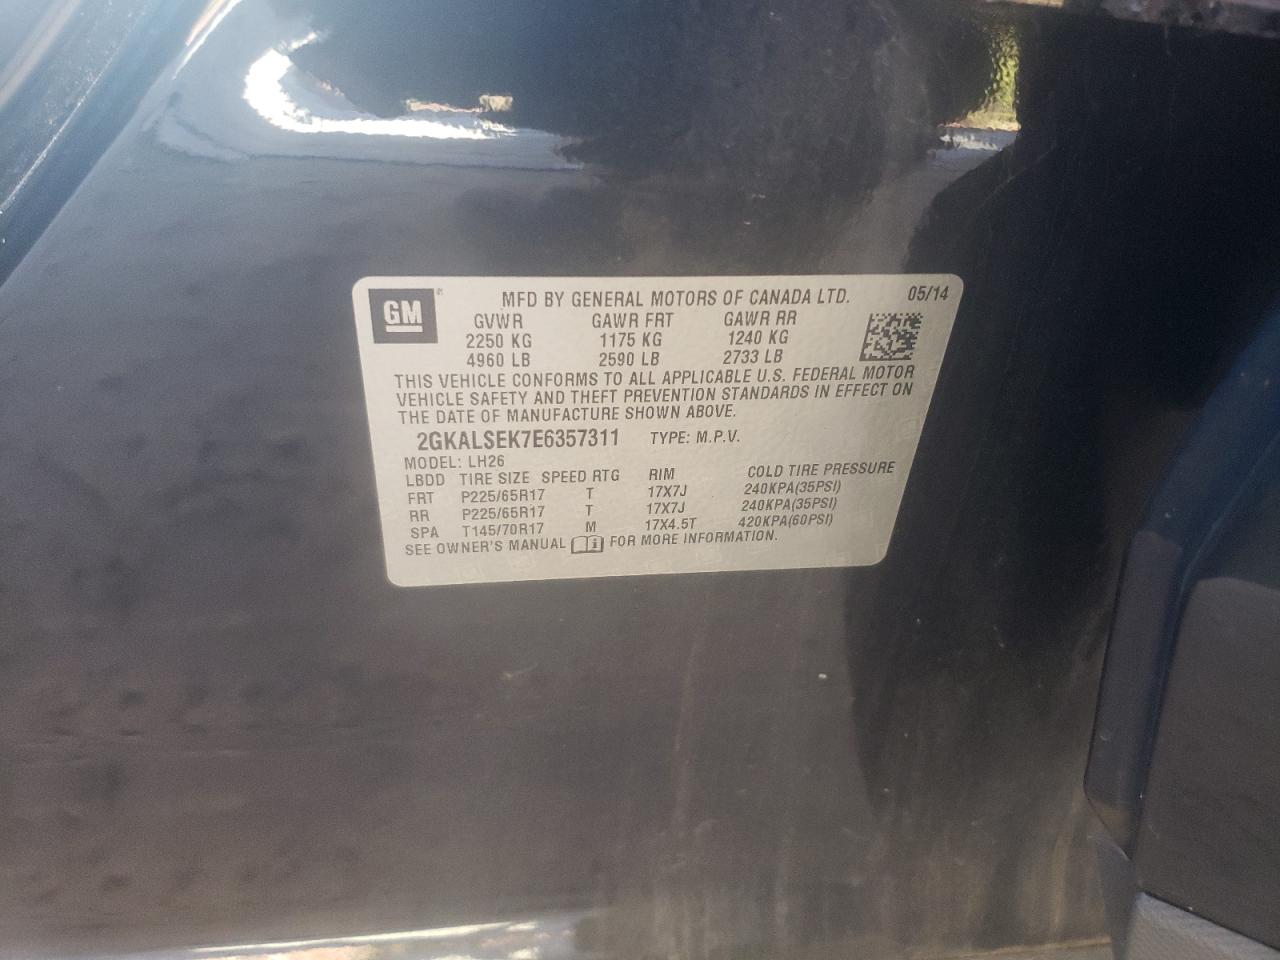 GM ® MFD BY GENERAL MOTORS OF CANADA LTD. 05/14
GVWR GAWR FRT GAWR RR
2250 KG 1175 KG 1240 KG
4960 LB 2590 LB 2733 LB
THIS VEHICLE CONFORMS TO ALL APPLICABLE U.S. FEDERAL MOTOR
VEHICLE SAFETY AND THEFT PREVENTION STANDARDS IN EFFECT ON
THE DATE OF MANUFACTURE SHOWN ABOVE.
2GKALSEK7E6357311 TYPE: M.P.V.
MODEL: LH26
LBDD TIRE SIZE SPEED RTG RIM COLD TIRE PRESSURE
FRT P225/65R17 T 17X7J 240KPA(35PSI)
RR P225/65R17 T 17X7J 240KPA(35PSI)
SPA T145/70R17 M 17X4.5T 420KPA(60PSI)
SEE OWNER'S MANUAL i FOR MORE INFORMATION.